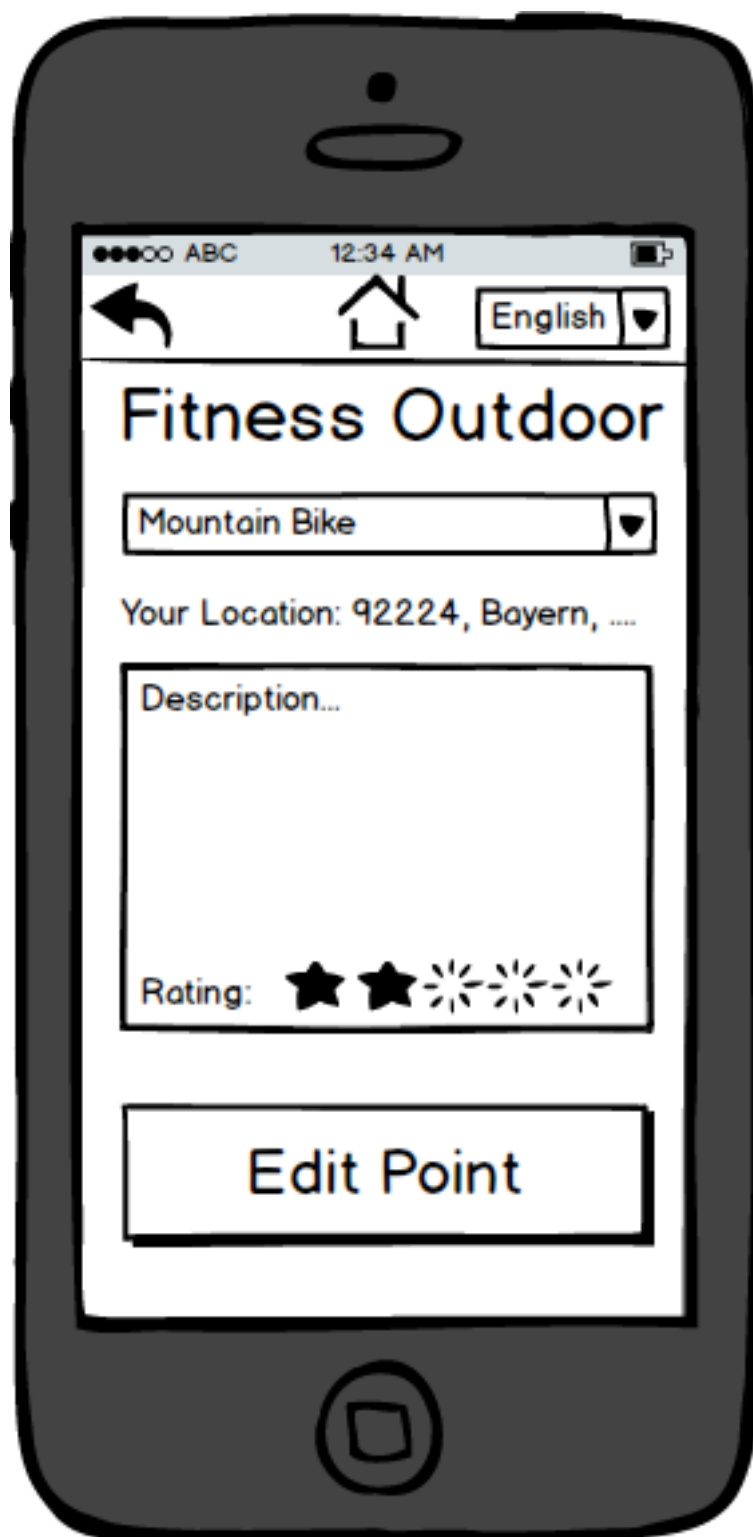 ABC 12:34 AM
English
Fitness Outdoor
Mountain Bike
Your Location: 92224, Bayern, ....
Description...
Rating:
Edit Point